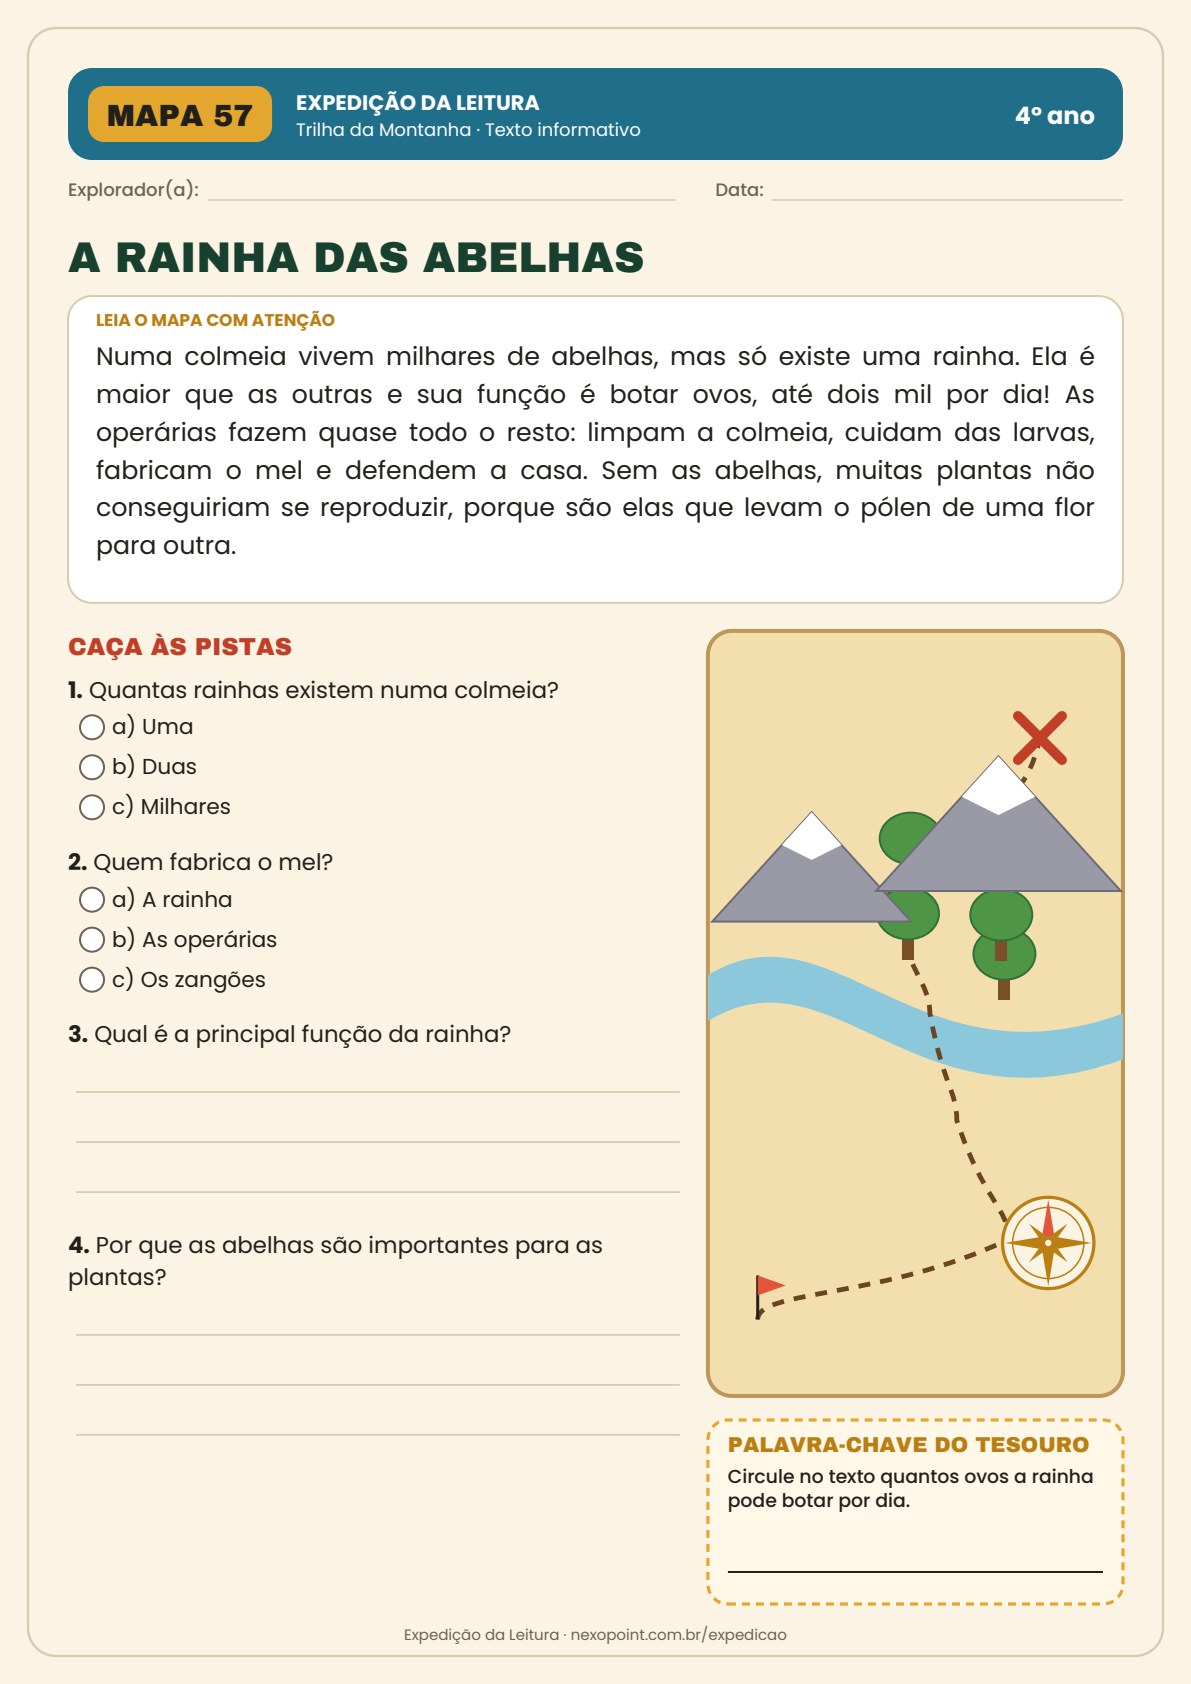 MAPA 57
EXPEDIÇÃO DA LEITURA
Trilha da Montanha · Texto informativo
4º ano
Explorador(a):
Data:
A RAINHA DAS ABELHAS
LEIA O MAPA COM ATENÇÃO
Numa colmeia vivem milhares de abelhas, mas só existe uma rainha. Ela é
maior que as outras e sua função é botar ovos, até dois mil por dia! As
operárias fazem quase todo o resto: limpam a colmeia, cuidam das larvas,
fabricam o mel e defendem a casa. Sem as abelhas, muitas plantas não
conseguiriam se reproduzir, porque são elas que levam o pólen de uma flor
para outra.
CAÇA ÀS PISTAS
1. Quantas rainhas existem numa colmeia?
a) Uma
b) Duas
c) Milhares
2. Quem fabrica o mel?
a) A rainha
b) As operárias
c) Os zangões
3. Qual é a principal função da rainha?
4. Por que as abelhas são importantes para as
plantas?
PALAVRA-CHAVE DO TESOURO
Circule no texto quantos ovos a rainha
pode botar por dia.
Expedição da Leitura · nexopoint.com.br/expedicao